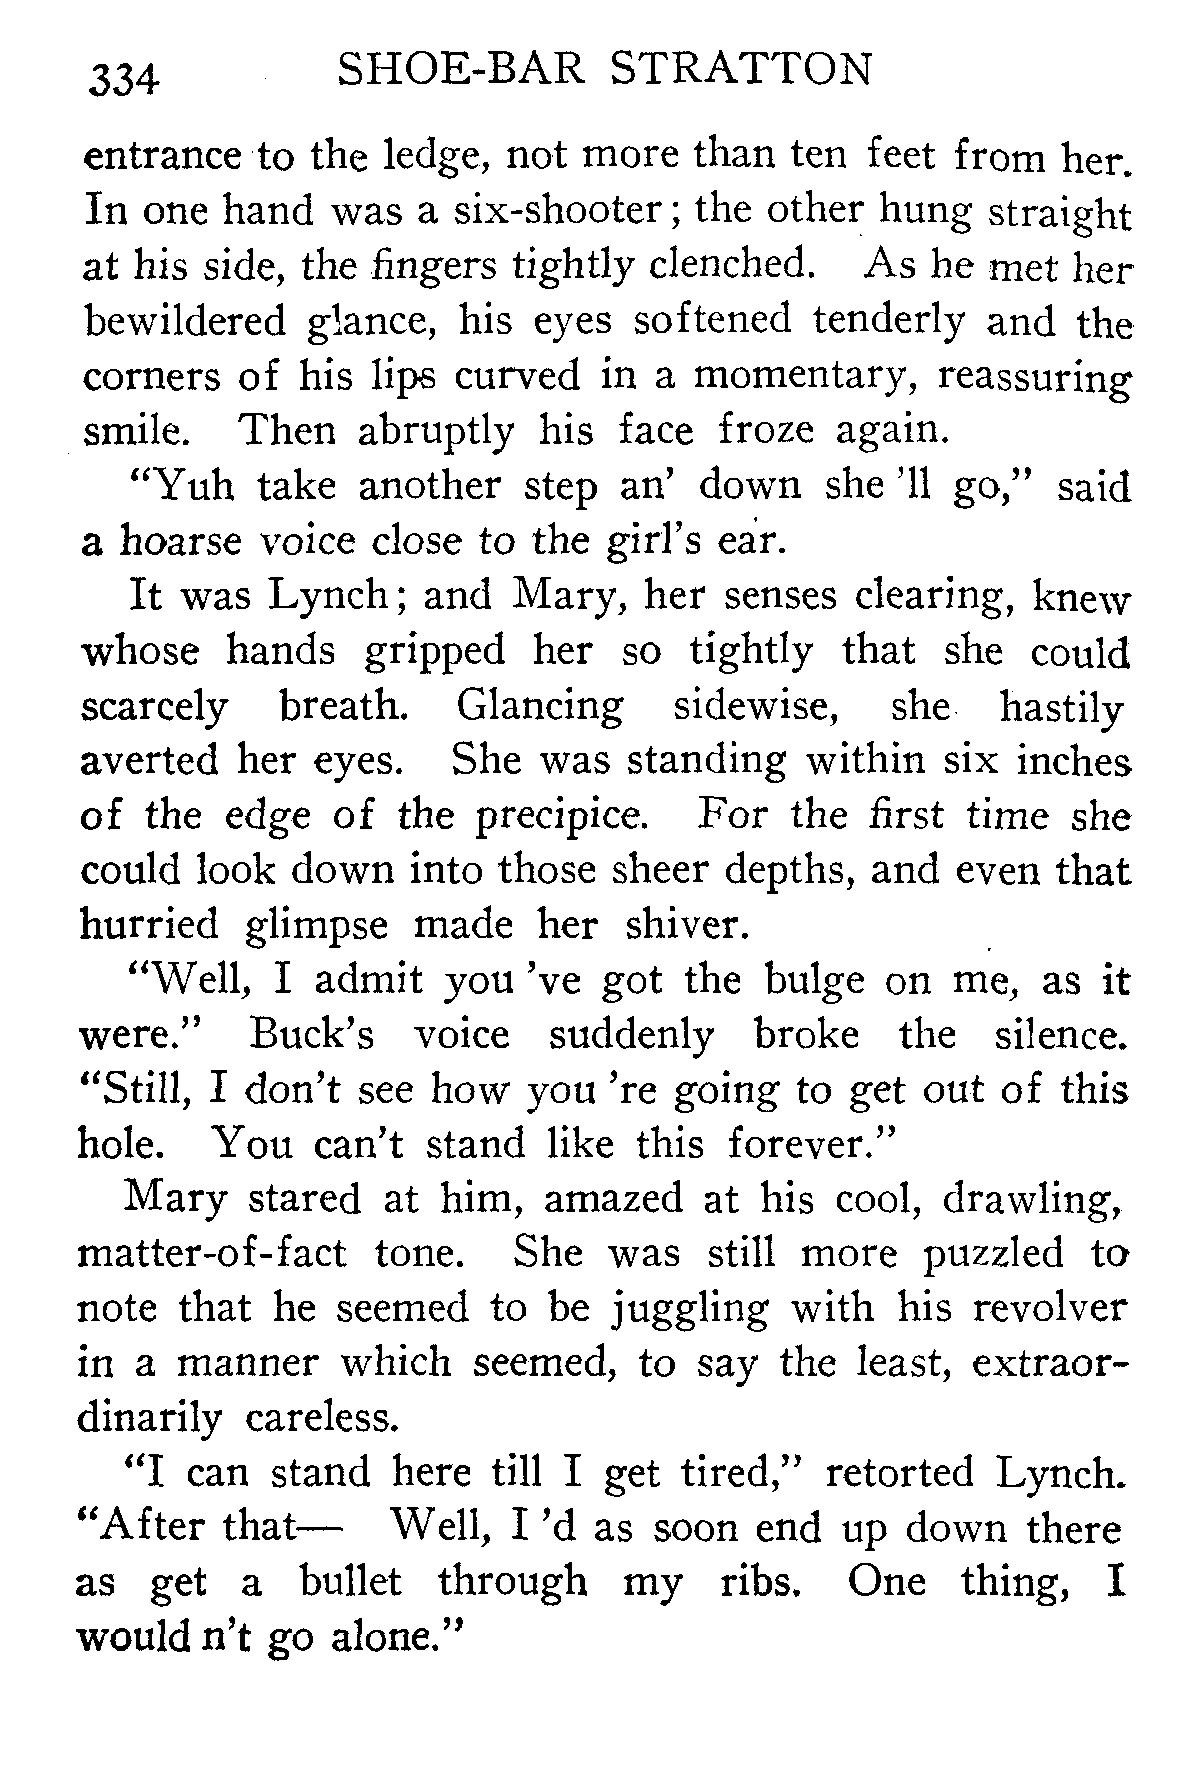 334 SHOE-BAR STRATTON
entrance to the ledge, not more than ten feet from her.
In one hand was a six-shooter; the other hung straight
at his side, the fingers tightly clenched. As he met her
bewildered glance, his eyes softened tenderly and the
corners of his lips curved in a momentary, reassuring
smile. Then abruptly his face froze again.
“Yuh take another step an’ down she ’ll go,” said
a hoarse voice close to the girl’s ear.
It was Lynch; and Mary, her senses clearing, knew
whose hands gripped her so tightly that she could
scarcely breath. Glancing sidewise, she hastily
averted her eyes. She was standing within six inches
of the edge of the precipice. For the first time she
could look down into those sheer depths, and even that
hurried glimpse made her shiver.
“Well, I admit you ’ve got the bulge on me, as it
were.” Buck’s voice suddenly broke the silence.
“Still, I don’t see how you ’re going to get out of this
hole. You can’t stand like this forever.”
Mary stared at him, amazed at his cool, drawling,
matter-of-fact tone. She was still more puzzled to
note that he seemed to be juggling with his revolver
in a manner which seemed, to say the least, extraor-
dinarily careless.
“I can stand here till I get tired,” retorted Lynch.
“After that— Well, I ’d as soon end up down there
as get a bullet through my ribs. One thing, I
would n’t go alone.”